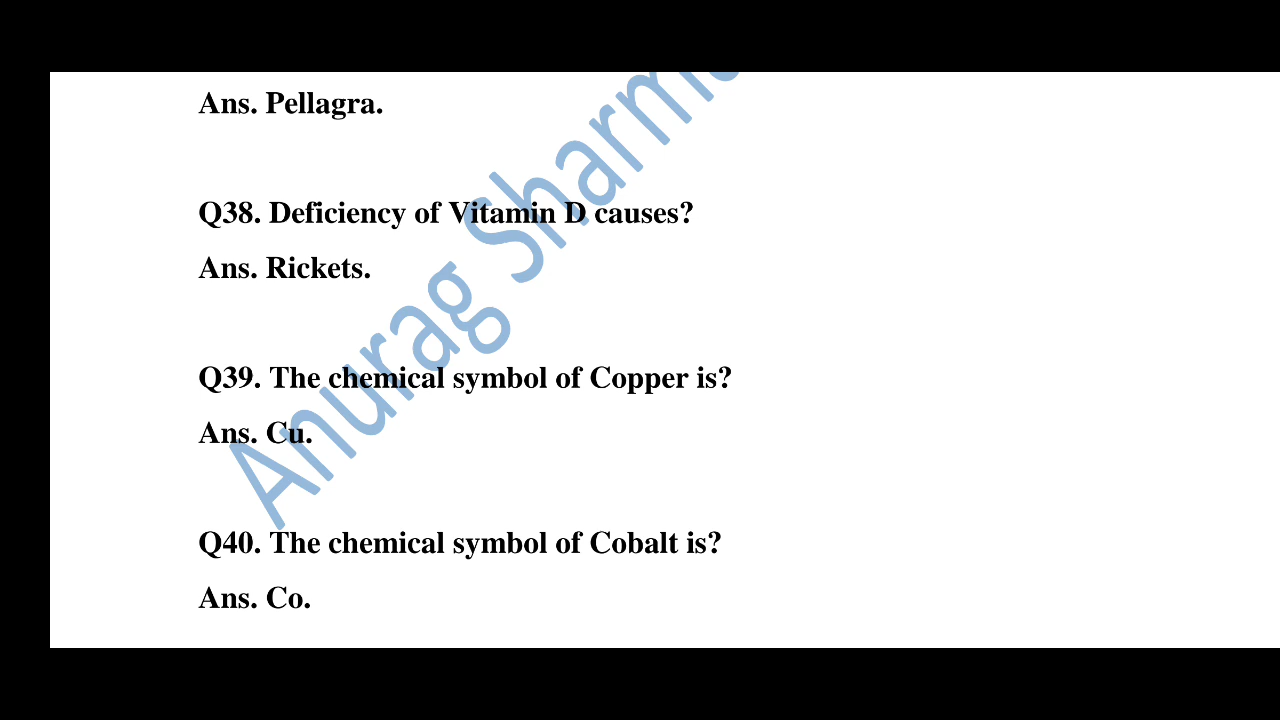 Ans. Pellagra.
Q38. Deficiency of Vitamin D causes?
Ans. Rickets.
Q39. The chemical symbol of Copper is?
Ans. Cu.
Q40. The chemical symbol of Cobalt is?
Ans. Co.
Anurag Sharma